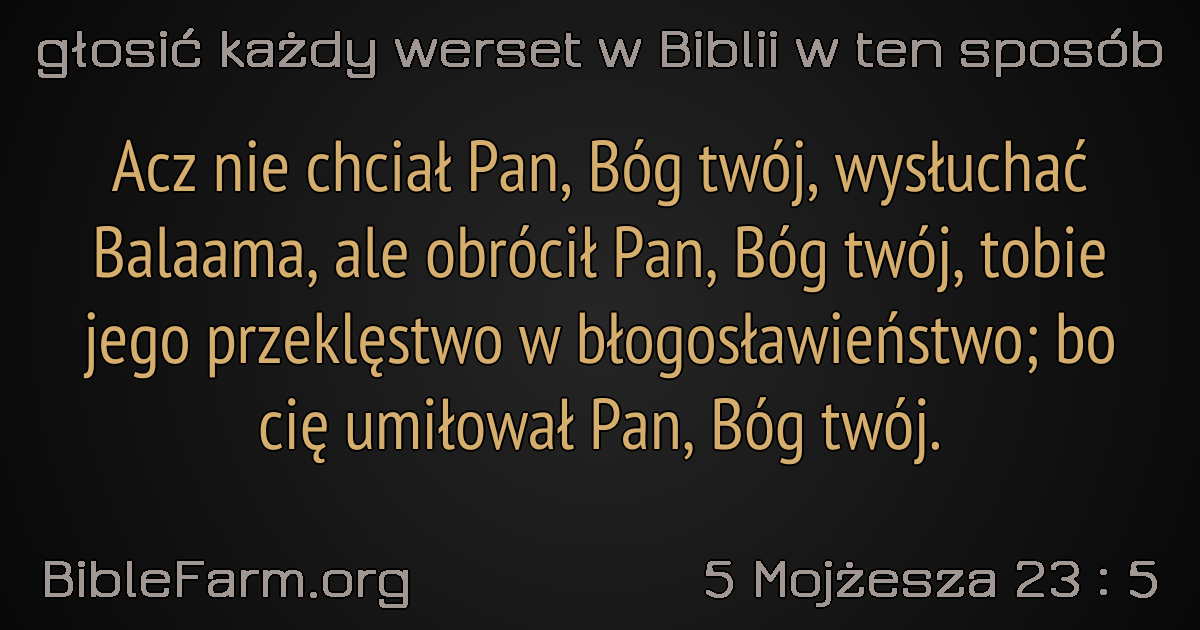 głosić każdy werset w Biblii w ten sposób
Acz nie chciał Pan, Bóg twój, wysłuchać
Balaama, ale obrócił Pan, Bóg twój, tobie
jego przeklęstwo w błogosławieństwo; bo
cię umiłował Pan, Bóg twój.
BibleFarm.org
5 Mojżesza 23 : 5